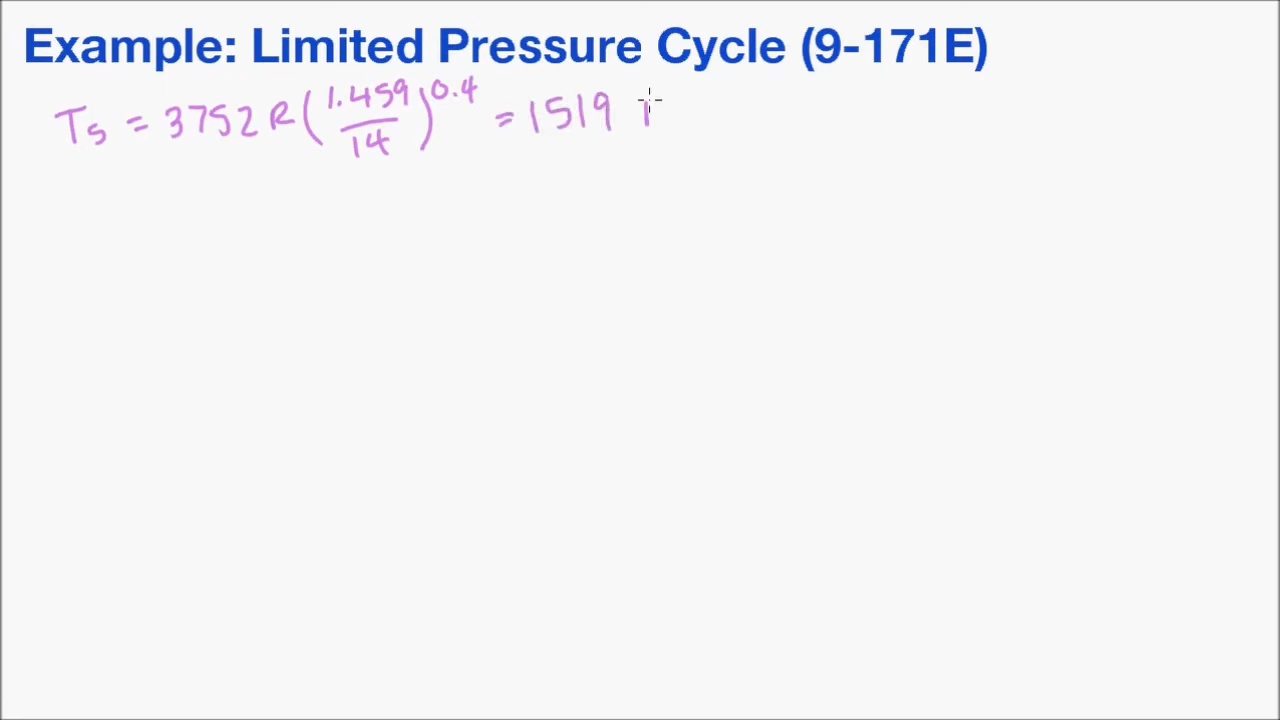 Example: Limited Pressure Cycle (9-171E)
T₅ = 3752 R (1.459/14)^0.4 = 1519